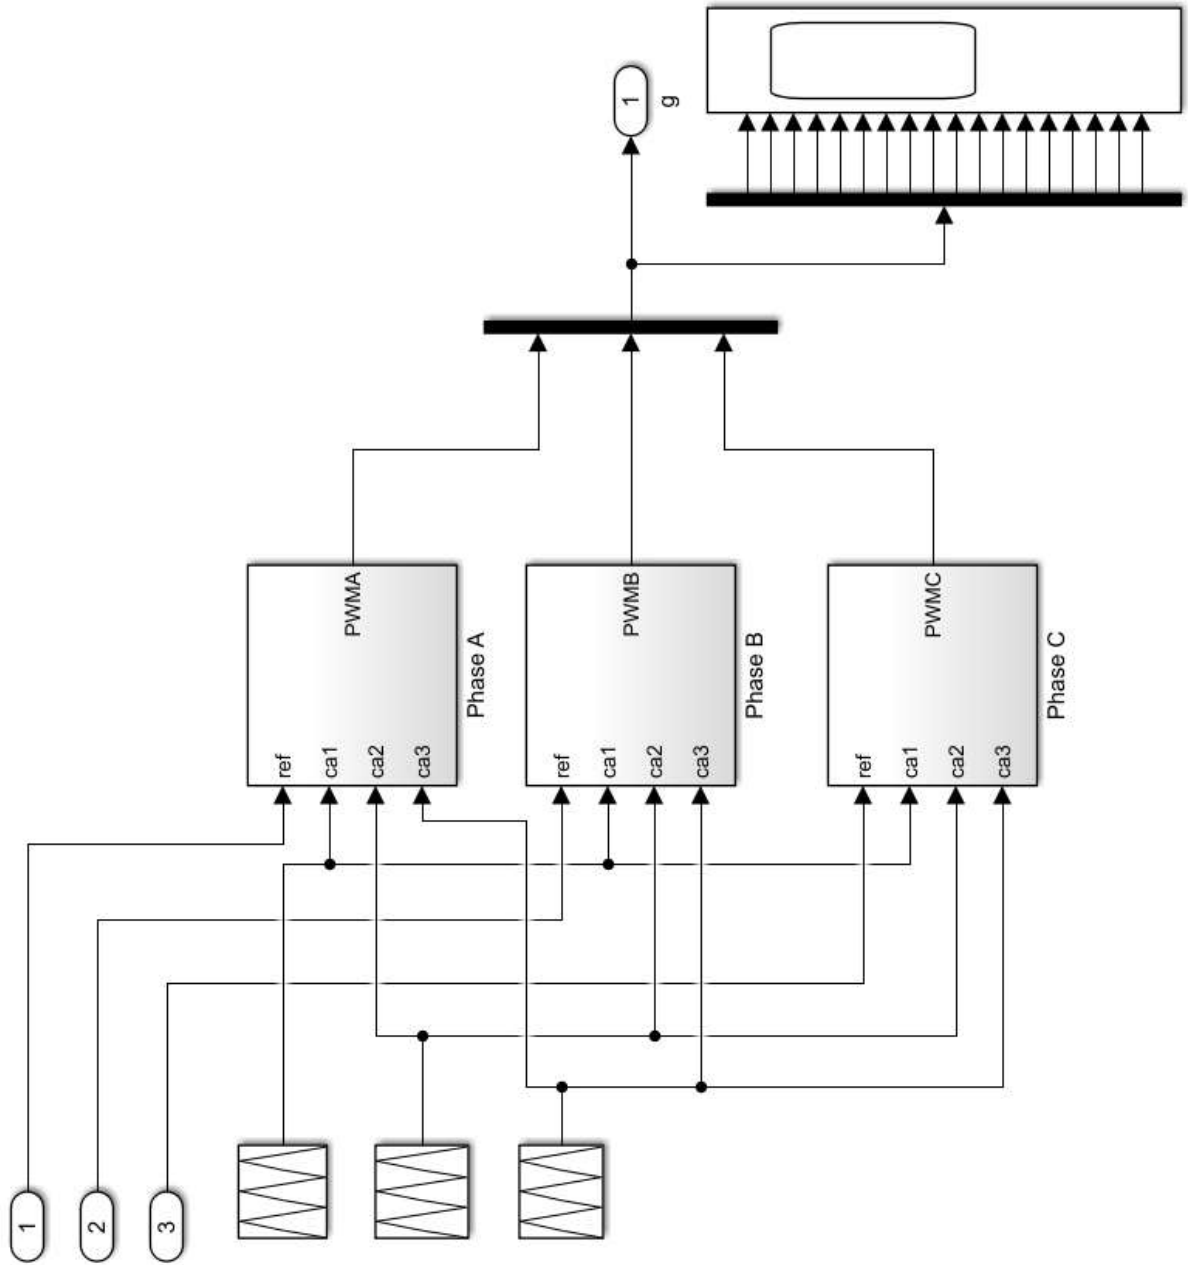 1
2
3
ref
ca1
ca2
ca3
PWMA
Phase A
ref
ca1
ca2
ca3
PWMB
Phase B
ref
ca1
ca2
ca3
PWMC
Phase C
1
g